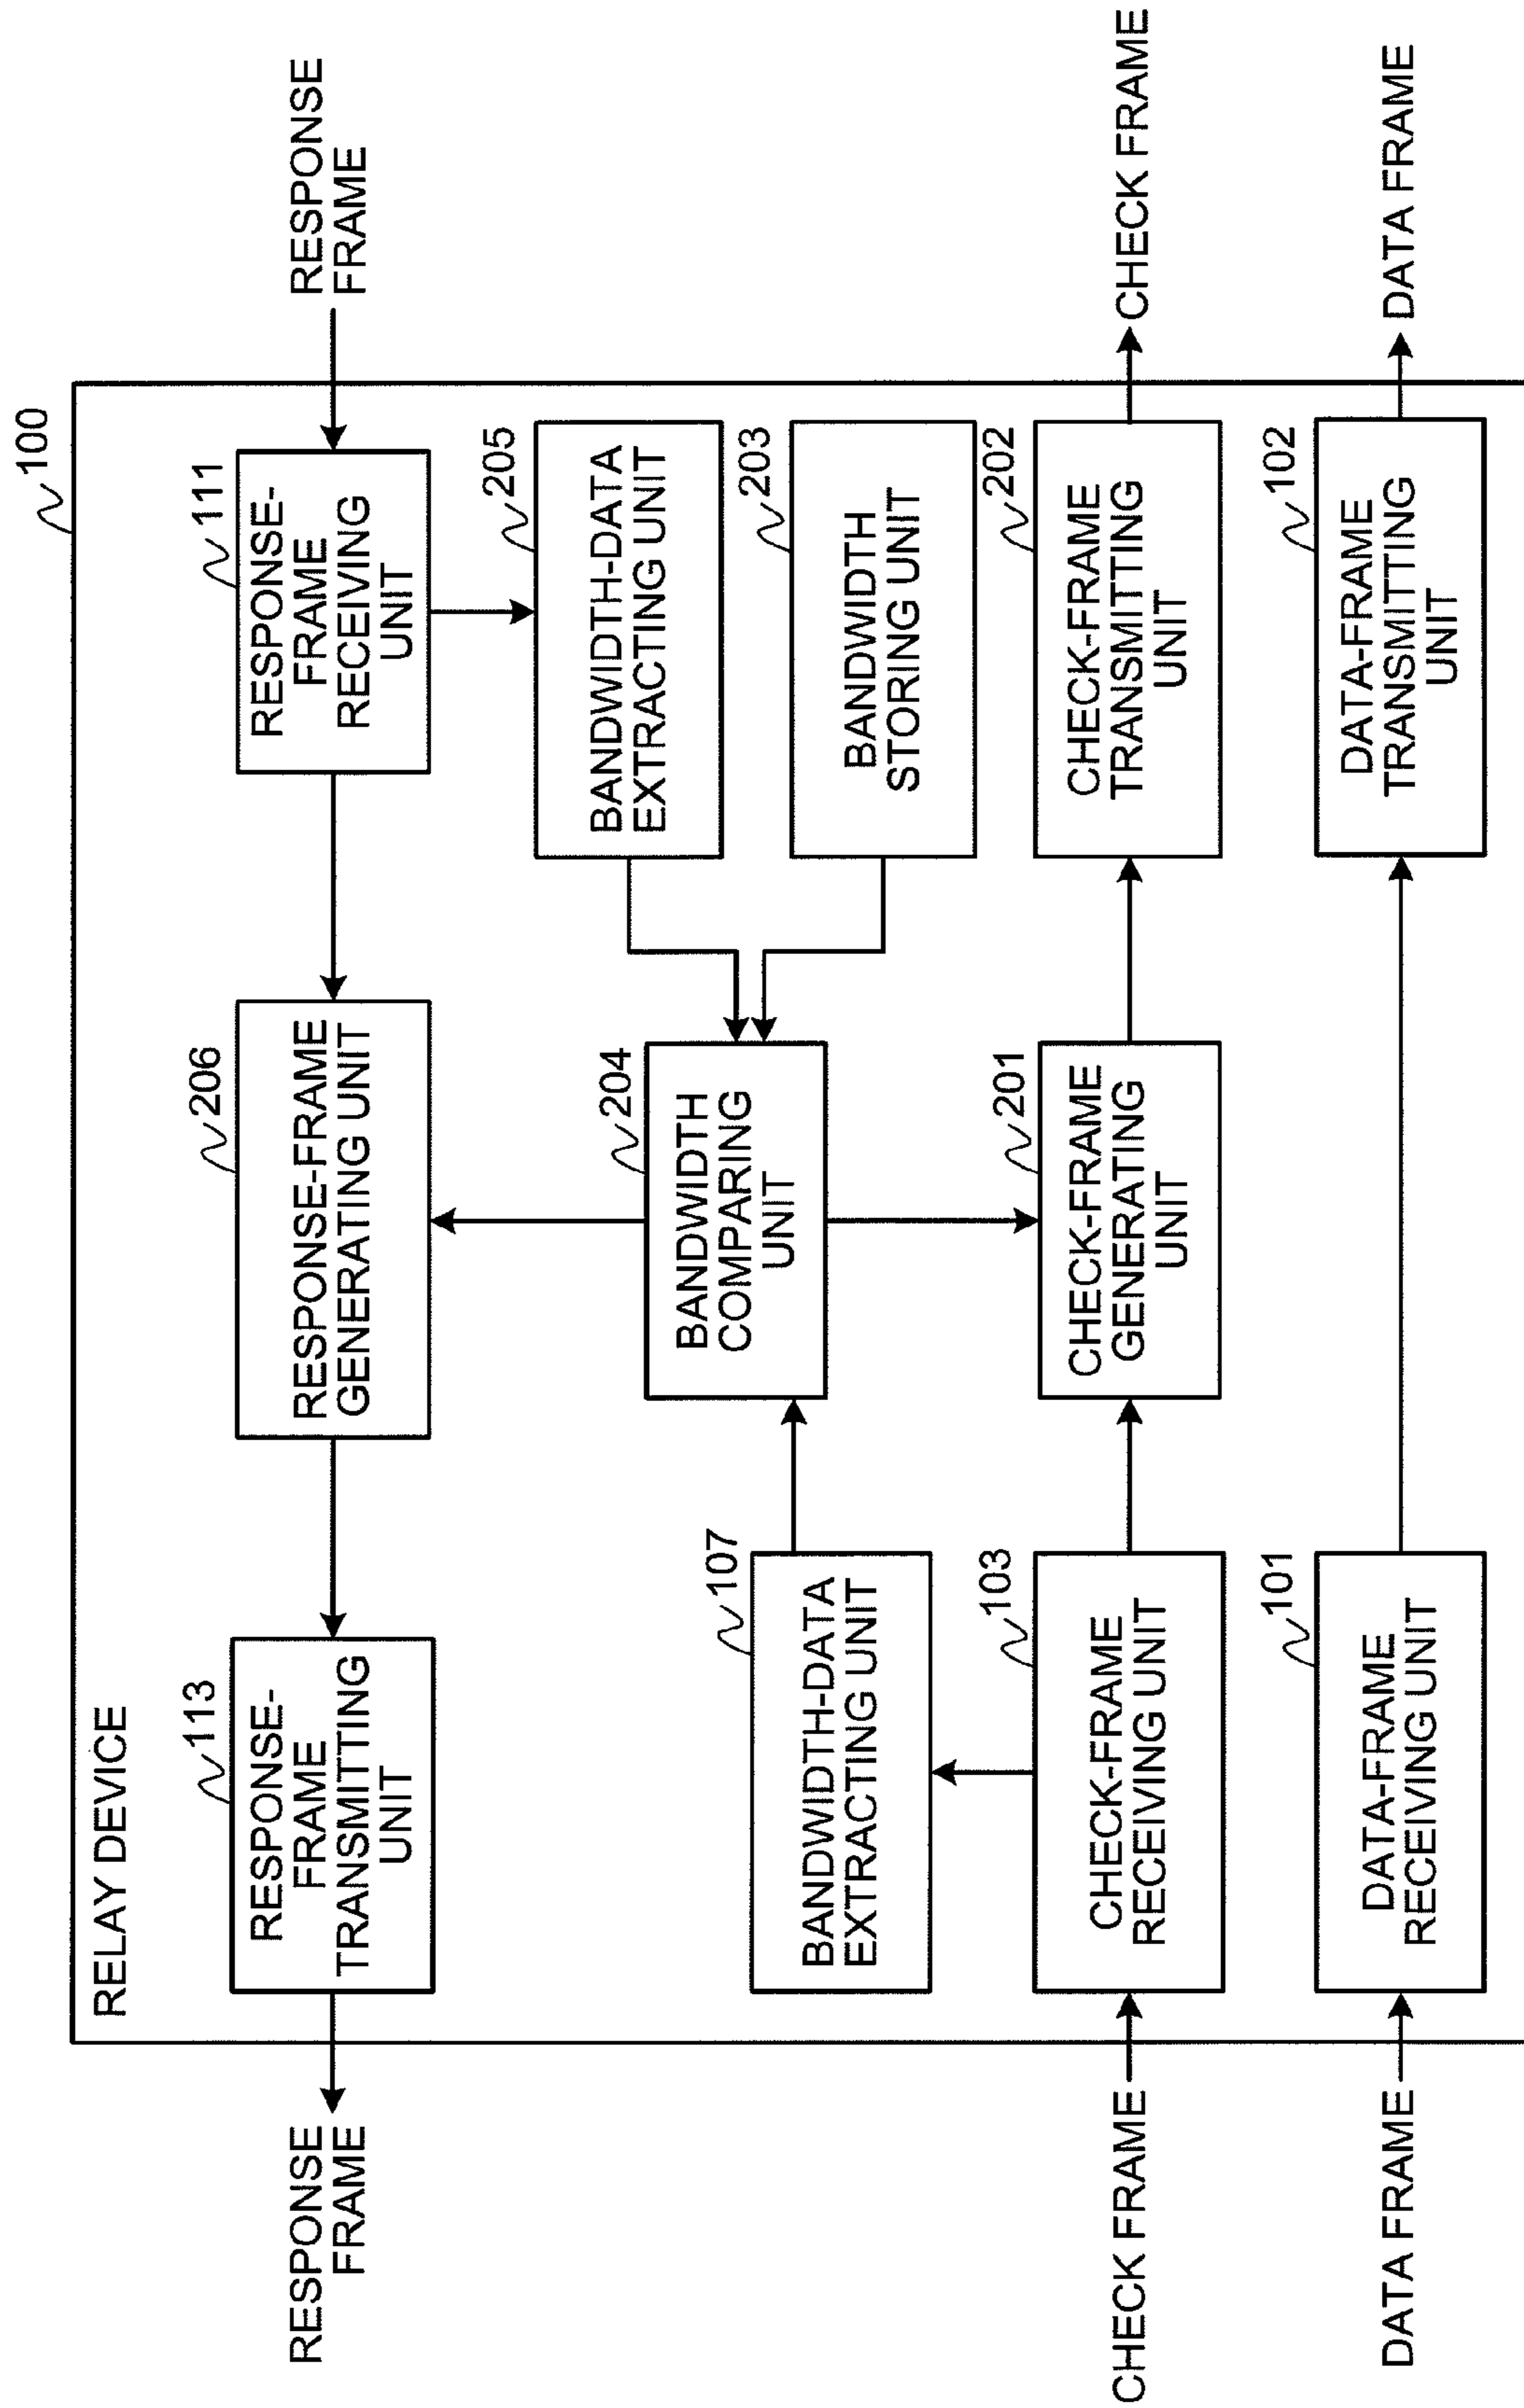 100
RELAY DEVICE
RESPONSE
FRAME
113
RESPONSE-
FRAME
TRANSMITTING
UNIT
206
RESPONSE-FRAME
GENERATING UNIT
111
RESPONSE-
FRAME
RECEIVING
UNIT
RESPONSE
FRAME
205
BANDWIDTH-DATA
EXTRACTING UNIT
107
BANDWIDTH-DATA
EXTRACTING UNIT
204
BANDWIDTH
COMPARING
UNIT
203
BANDWIDTH
STORING UNIT
CHECK FRAME
103
CHECK-FRAME
RECEIVING UNIT
201
CHECK-FRAME
GENERATING
UNIT
202
CHECK-FRAME
TRANSMITTING
UNIT
CHECK FRAME
DATA FRAME
101
DATA-FRAME
RECEIVING UNIT
102
DATA-FRAME
TRANSMITTING
UNIT
DATA FRAME